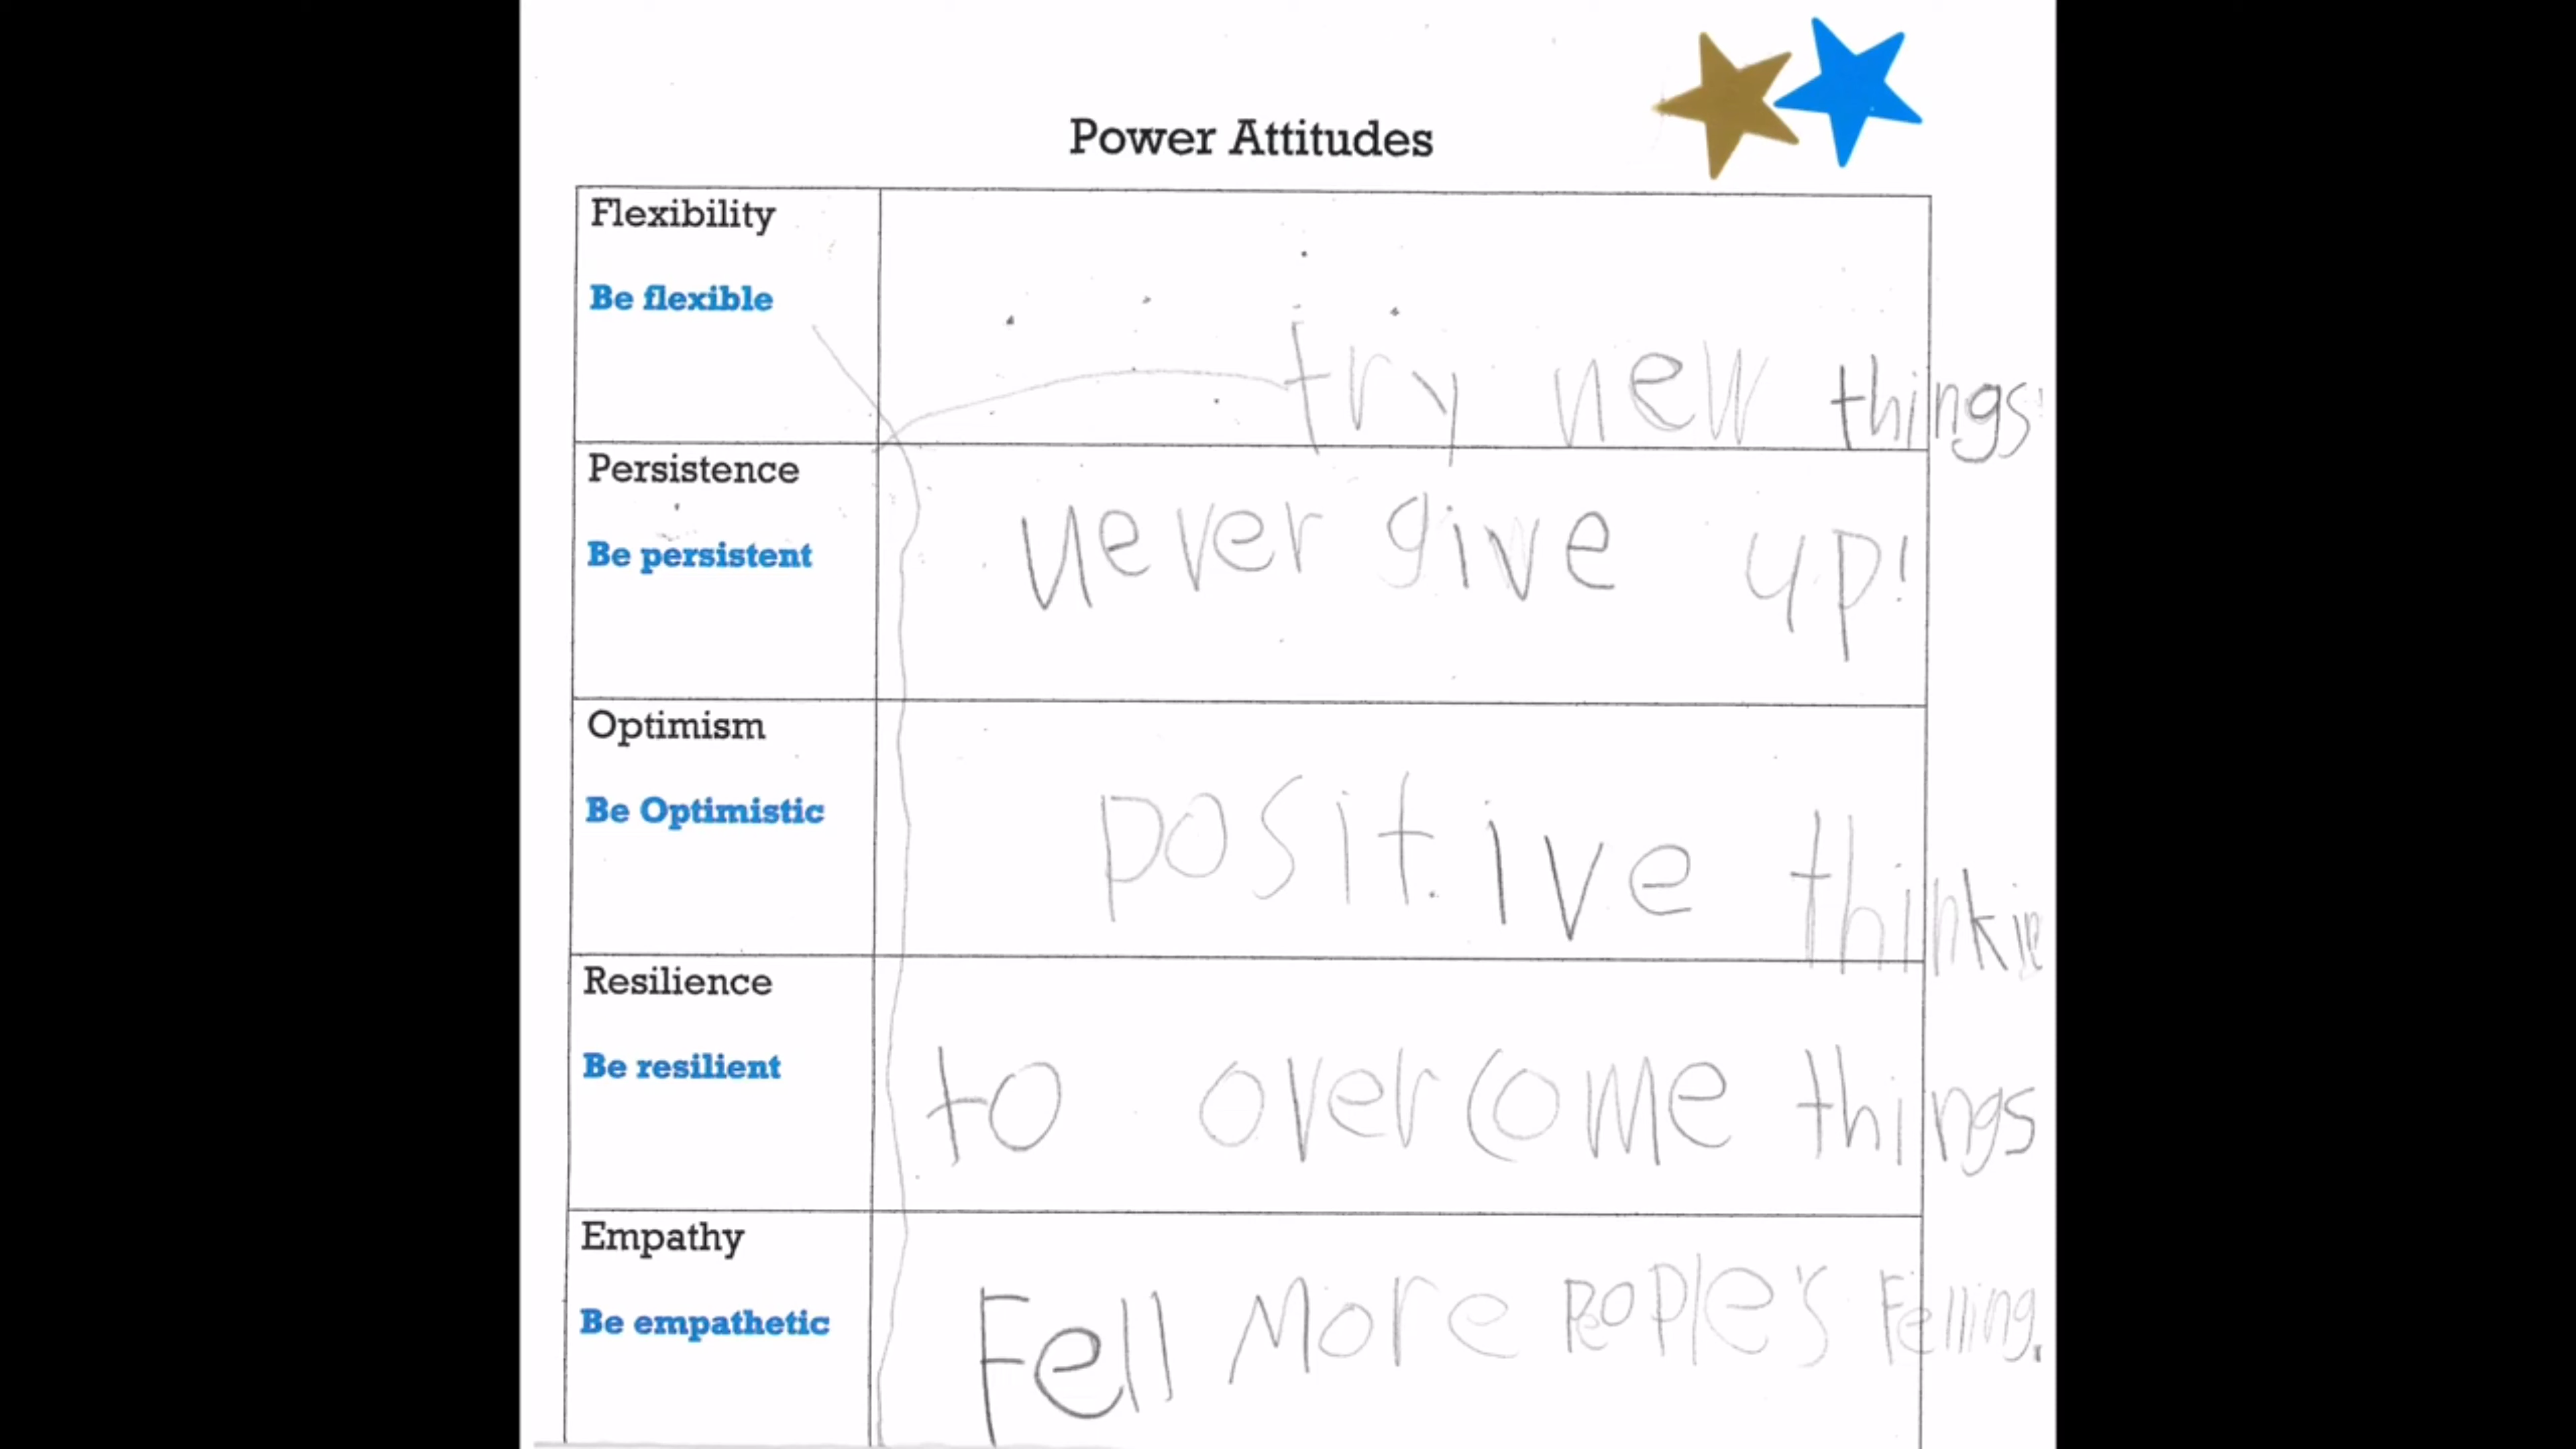 Power Attitudes
Flexibility
Be flexible
try new things
Persistence
Be persistent
never give up!
Optimism
Be Optimistic
positive thinkin
Resilience
Be resilient
to overcome things
Empathy
Be empathetic
Fell More People's Felling.